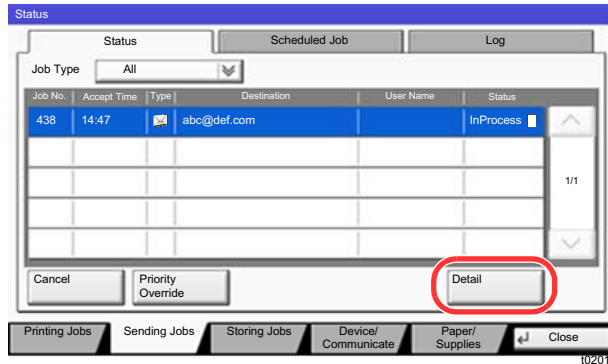 Status
Status Scheduled Job Log
Job Type All
Job No. Accept Time Type Destination User Name Status
438 14:47 abc@def.com InProcess
1/1
Cancel Priority Override Detail
Printing Jobs Sending Jobs Storing Jobs Device/ Communicate Paper/ Supplies Close
t0201